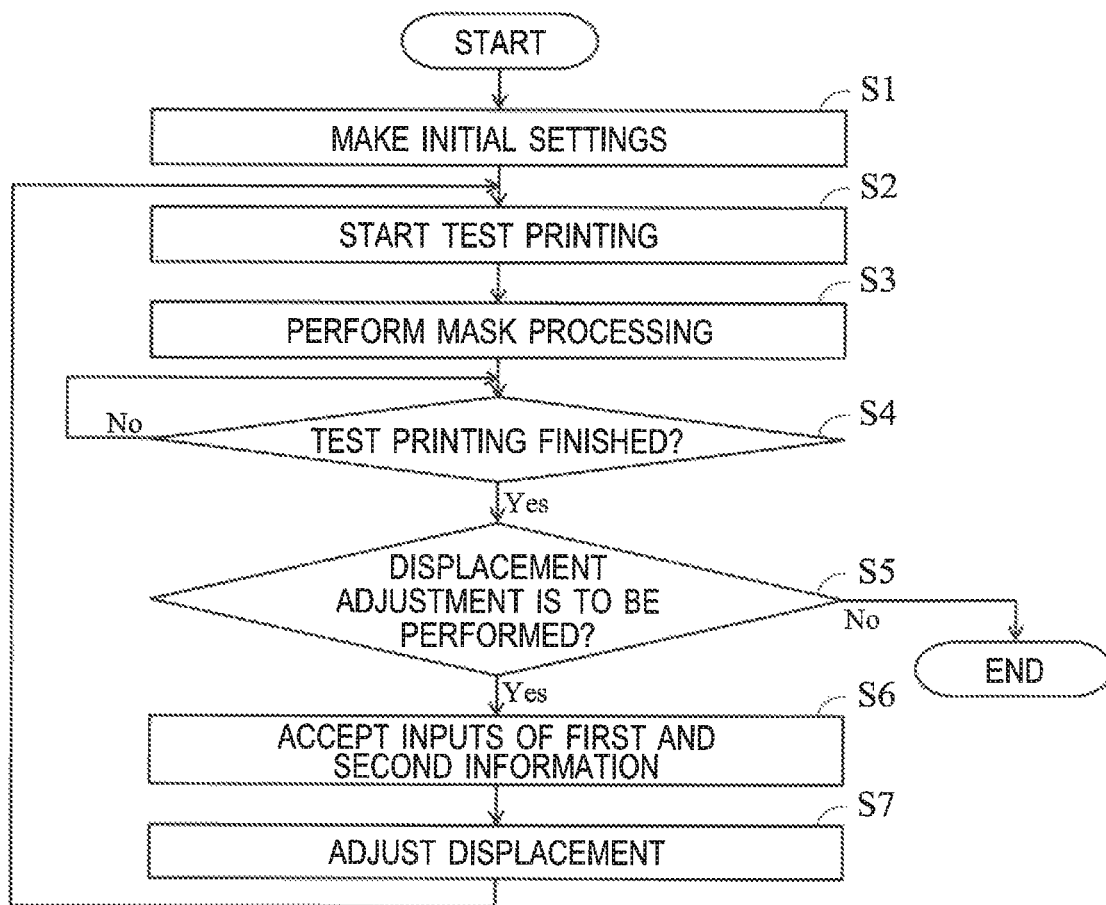 START
S1
MAKE INITIAL SETTINGS
S2
START TEST PRINTING
S3
PERFORM MASK PROCESSING
S4
No
TEST PRINTING FINISHED?
Yes
DISPLACEMENT
S5
ADJUSTMENT IS TO BE
PERFORMED?
No
END
Yes
S6
ACCEPT INPUTS OF FIRST AND
SECOND INFORMATION
S7
ADJUST DISPLACEMENT